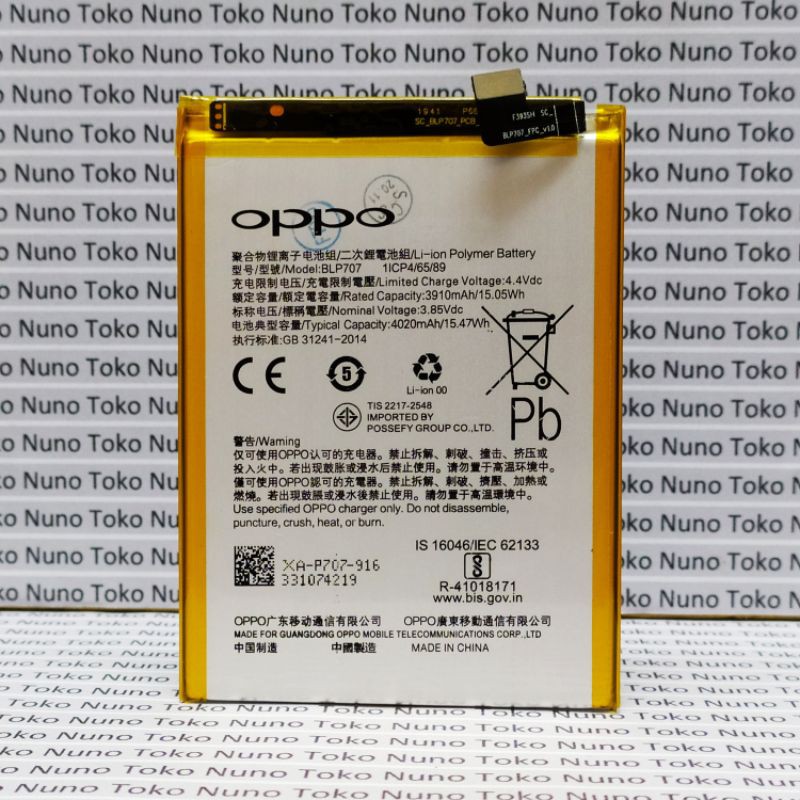 Nuno Toko Nuno Toko Nuno Toko Nuno Toko
1941 P56
SC_BLP707_PCB
F3935H SC_
BLP707_FPC_V1.0
oppo
聚合物锂离子电池组/二次鋰電池組/Li-ion Polymer Battery
型号/型號/Model:BLP707 1ICP4/65/89
充电限制电压/充電限制電壓/Limited Charge Voltage:4.4Vdc
额定容量/額定容量/Rated Capacity:3910mAh/15.05Wh
标称电压/標稱電壓/Nominal Voltage:3.85Vdc
电池典型容量/Typical Capacity:4020mAh/15.47Wh
执行标准:GB 31241-2014
CE
5
Li-ion 00
TIS 2217-2548
IMPORTED BY
POSSEFY GROUP CO.,LTD.
Pb
警告/Warning
仅可使用OPPO认可的充电器。禁止拆解、刺破、撞击、挤压或
投入火中。若出现鼓胀或浸水后禁止使用。请勿置于高温环境中。
僅可使用OPPO認可的充電器。禁止拆解、刺破、擠壓、加熱或
燃燒。若出現鼓脹或浸水後禁止使用。請勿置于高溫環境中。
Use specified OPPO charger only. Do not disassemble,
puncture, crush, heat, or burn.
XA-P707-916
331074219
IS 16046/IEC 62133
R-41018171
www.bis.gov.in
OPPO广东移动通信有限公司 OPPO廣東移動通信有限公司
MADE FOR GUANGDONG OPPO MOBILE TELECOMMUNICATIONS CORP.,LTD
中国制造 中國製造 MADE IN CHINA